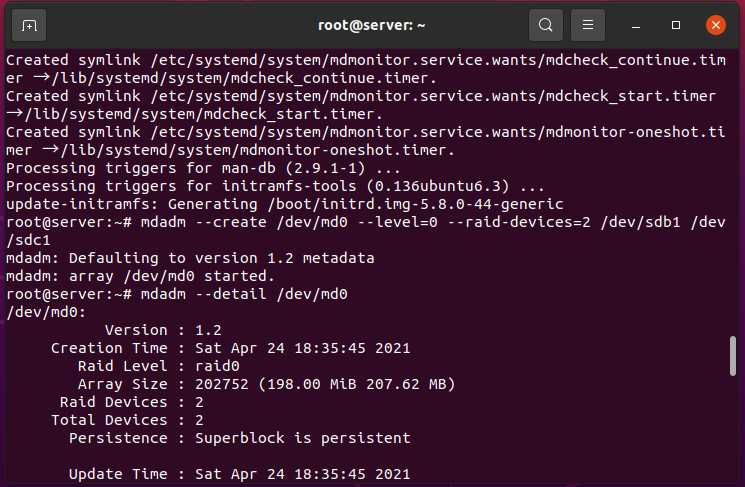 root@server: ~
Created symlink /etc/systemd/system/mdmonitor.service.wants/mdcheck_continue.tim
er →/lib/systemd/system/mdcheck_continue.timer.
Created symlink /etc/systemd/system/mdmonitor.service.wants/mdcheck_start.timer
→/lib/systemd/system/mdcheck_start.timer.
Created symlink /etc/systemd/system/mdmonitor.service.wants/mdmonitor-oneshot.ti
mer →/lib/systemd/system/mdmonitor-oneshot.timer.
Processing triggers for man-db (2.9.1-1) ...
Processing triggers for initramfs-tools (0.136ubuntu6.3) ...
update-initramfs: Generating /boot/initrd.img-5.8.0-44-generic
root@server:~# mdadm --create /dev/md0 --level=0 --raid-devices=2 /dev/sdb1 /dev
/sdc1
mdadm: Defaulting to version 1.2 metadata
mdadm: array /dev/md0 started.
root@server:~# mdadm --detail /dev/md0
/dev/md0:
Version : 1.2
Creation Time : Sat Apr 24 18:35:45 2021
Raid Level : raid0
Array Size : 202752 (198.00 MiB 207.62 MB)
Raid Devices : 2
Total Devices : 2
Persistence : Superblock is persistent
Update Time : Sat Apr 24 18:35:45 2021